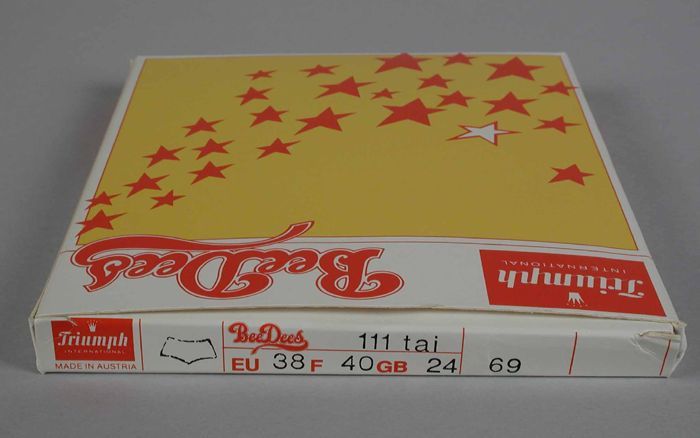 BeeDees
Triumph
INTERNATIONAL
Triumph
INTERNATIONAL
MADE IN AUSTRIA
BeeDees 111 tai
EU 38 F 40 GB 24 69